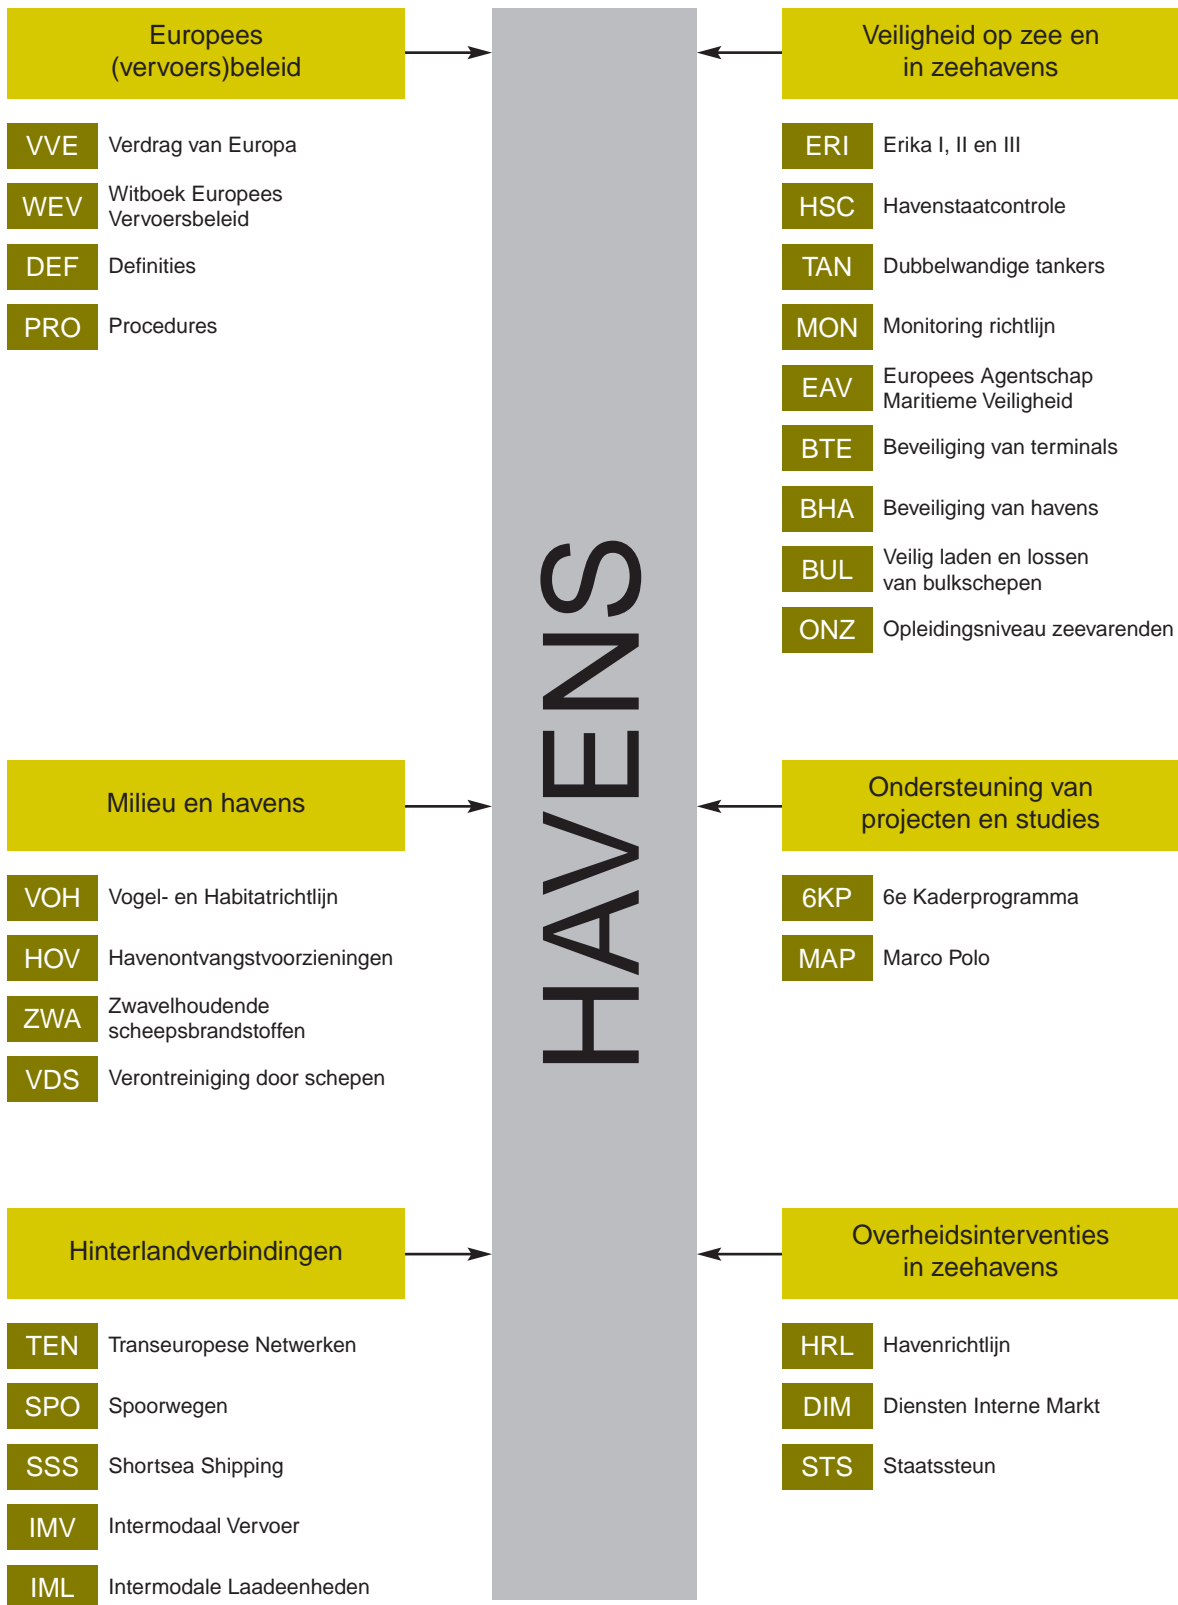 Europees
(vervoers)beleid
VVE Verdrag van Europa
WEV Witboek Europees
Vervoersbeleid
DEF Definities
PRO Procedures
Milieu en havens
VOH Vogel- en Habitatrichtlijn
HOV Havenontvangstvoorzieningen
ZWA Zwavelhoudende
scheepsbrandstoffen
VDS Verontreiniging door schepen
Hinterlandverbindingen
TEN Transeuropese Netwerken
SPO Spoorwegen
SSS Shortsea Shipping
IMV Intermodaal Vervoer
IML Intermodale Laadeenheden
HAVENS
Veiligheid op zee en
in zeehavens
ERI Erika I, II en III
HSC Havenstaatcontrole
TAN Dubbelwandige tankers
MON Monitoring richtlijn
EAV Europees Agentschap
Maritieme Veiligheid
BTE Beveiliging van terminals
BHA Beveiliging van havens
BUL Veilig laden en lossen
van bulkschepen
ONZ Opleidingsniveau zeevarenden
Ondersteuning van
projecten en studies
6KP 6e Kaderprogramma
MAP Marco Polo
Overheidsinterventies
in zeehavens
HRL Havenrichtlijn
DIM Diensten Interne Markt
STS Staatssteun